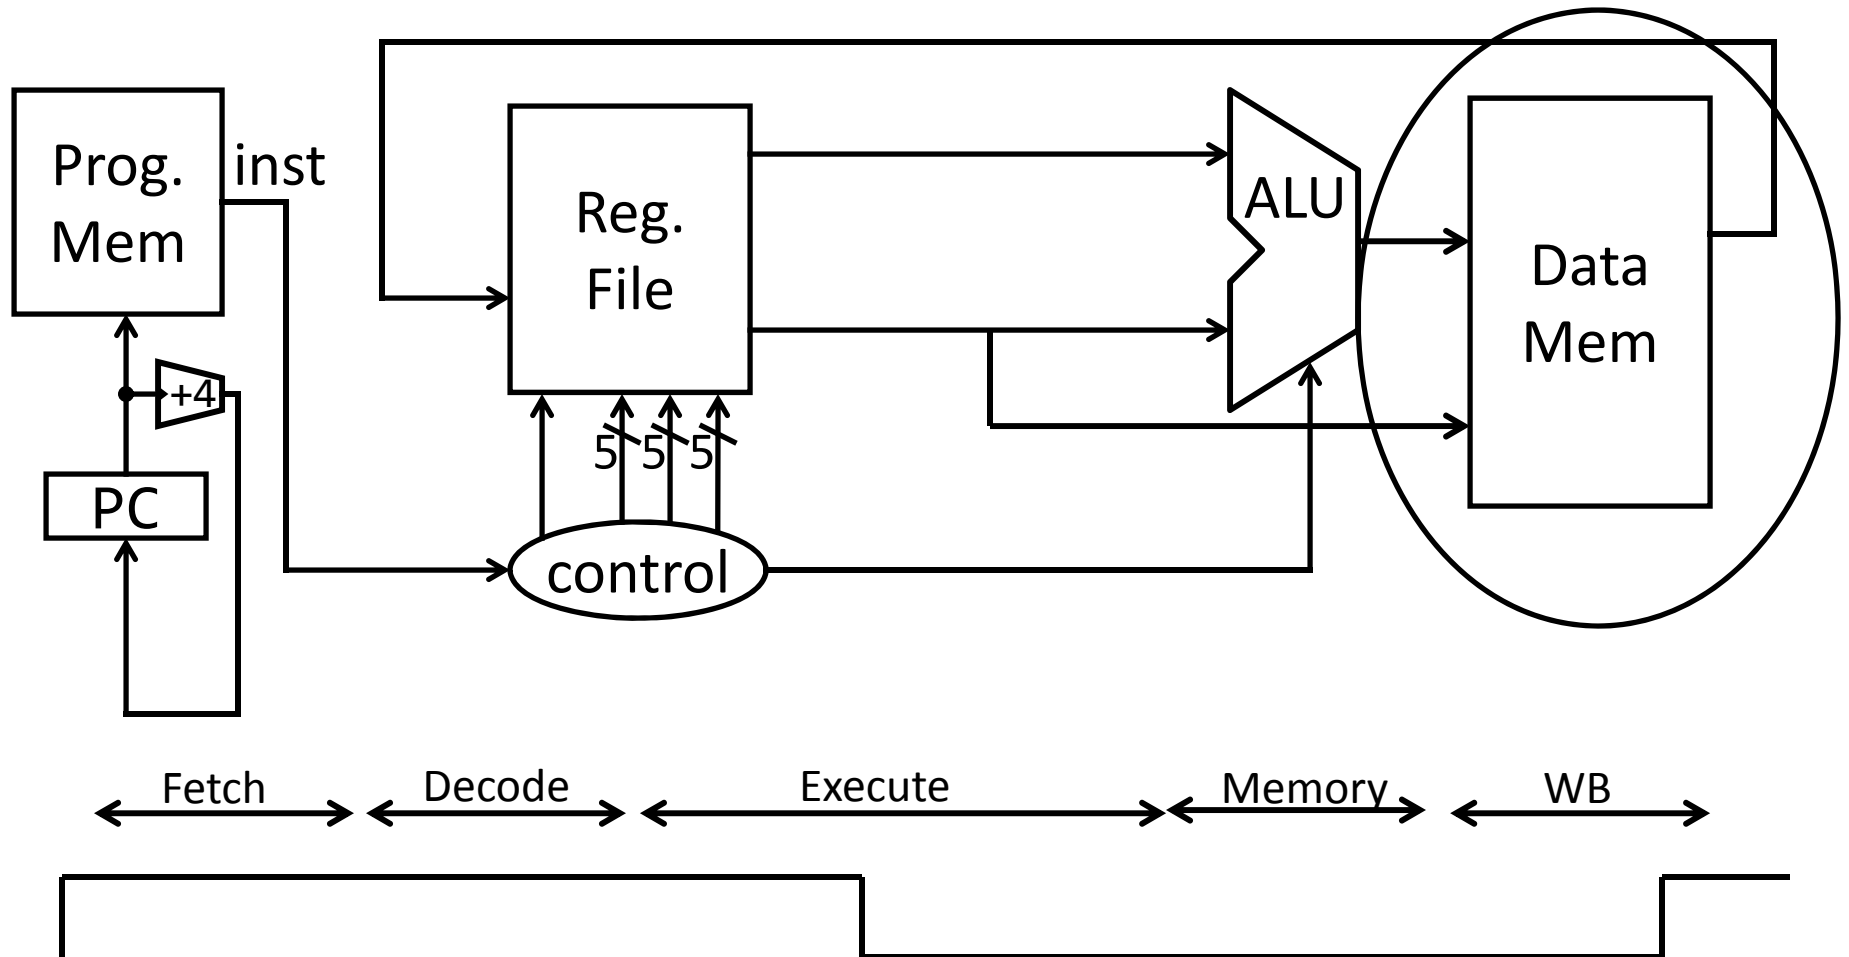 Prog.
Mem
inst
Reg.
File
ALU
Data
Mem
+4
5
5
5
PC
control
Fetch
Decode
Execute
Memory
WB